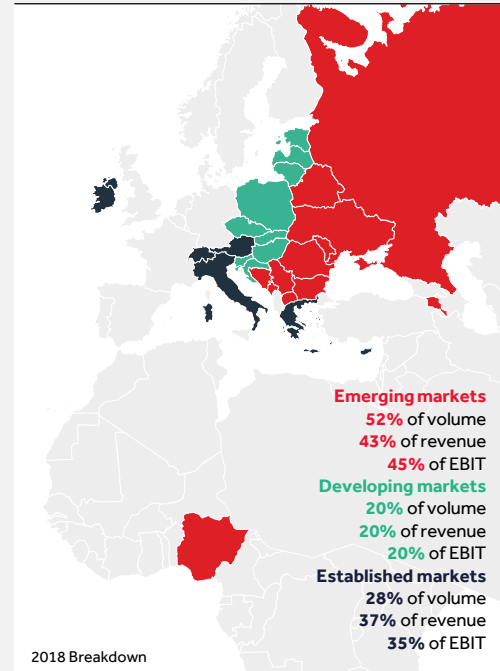 Emerging markets
52% of volume
43% of revenue
45% of EBIT
Developing markets
20% of volume
20% of revenue
20% of EBIT
Established markets
28% of volume
37% of revenue
35% of EBIT
2018 Breakdown